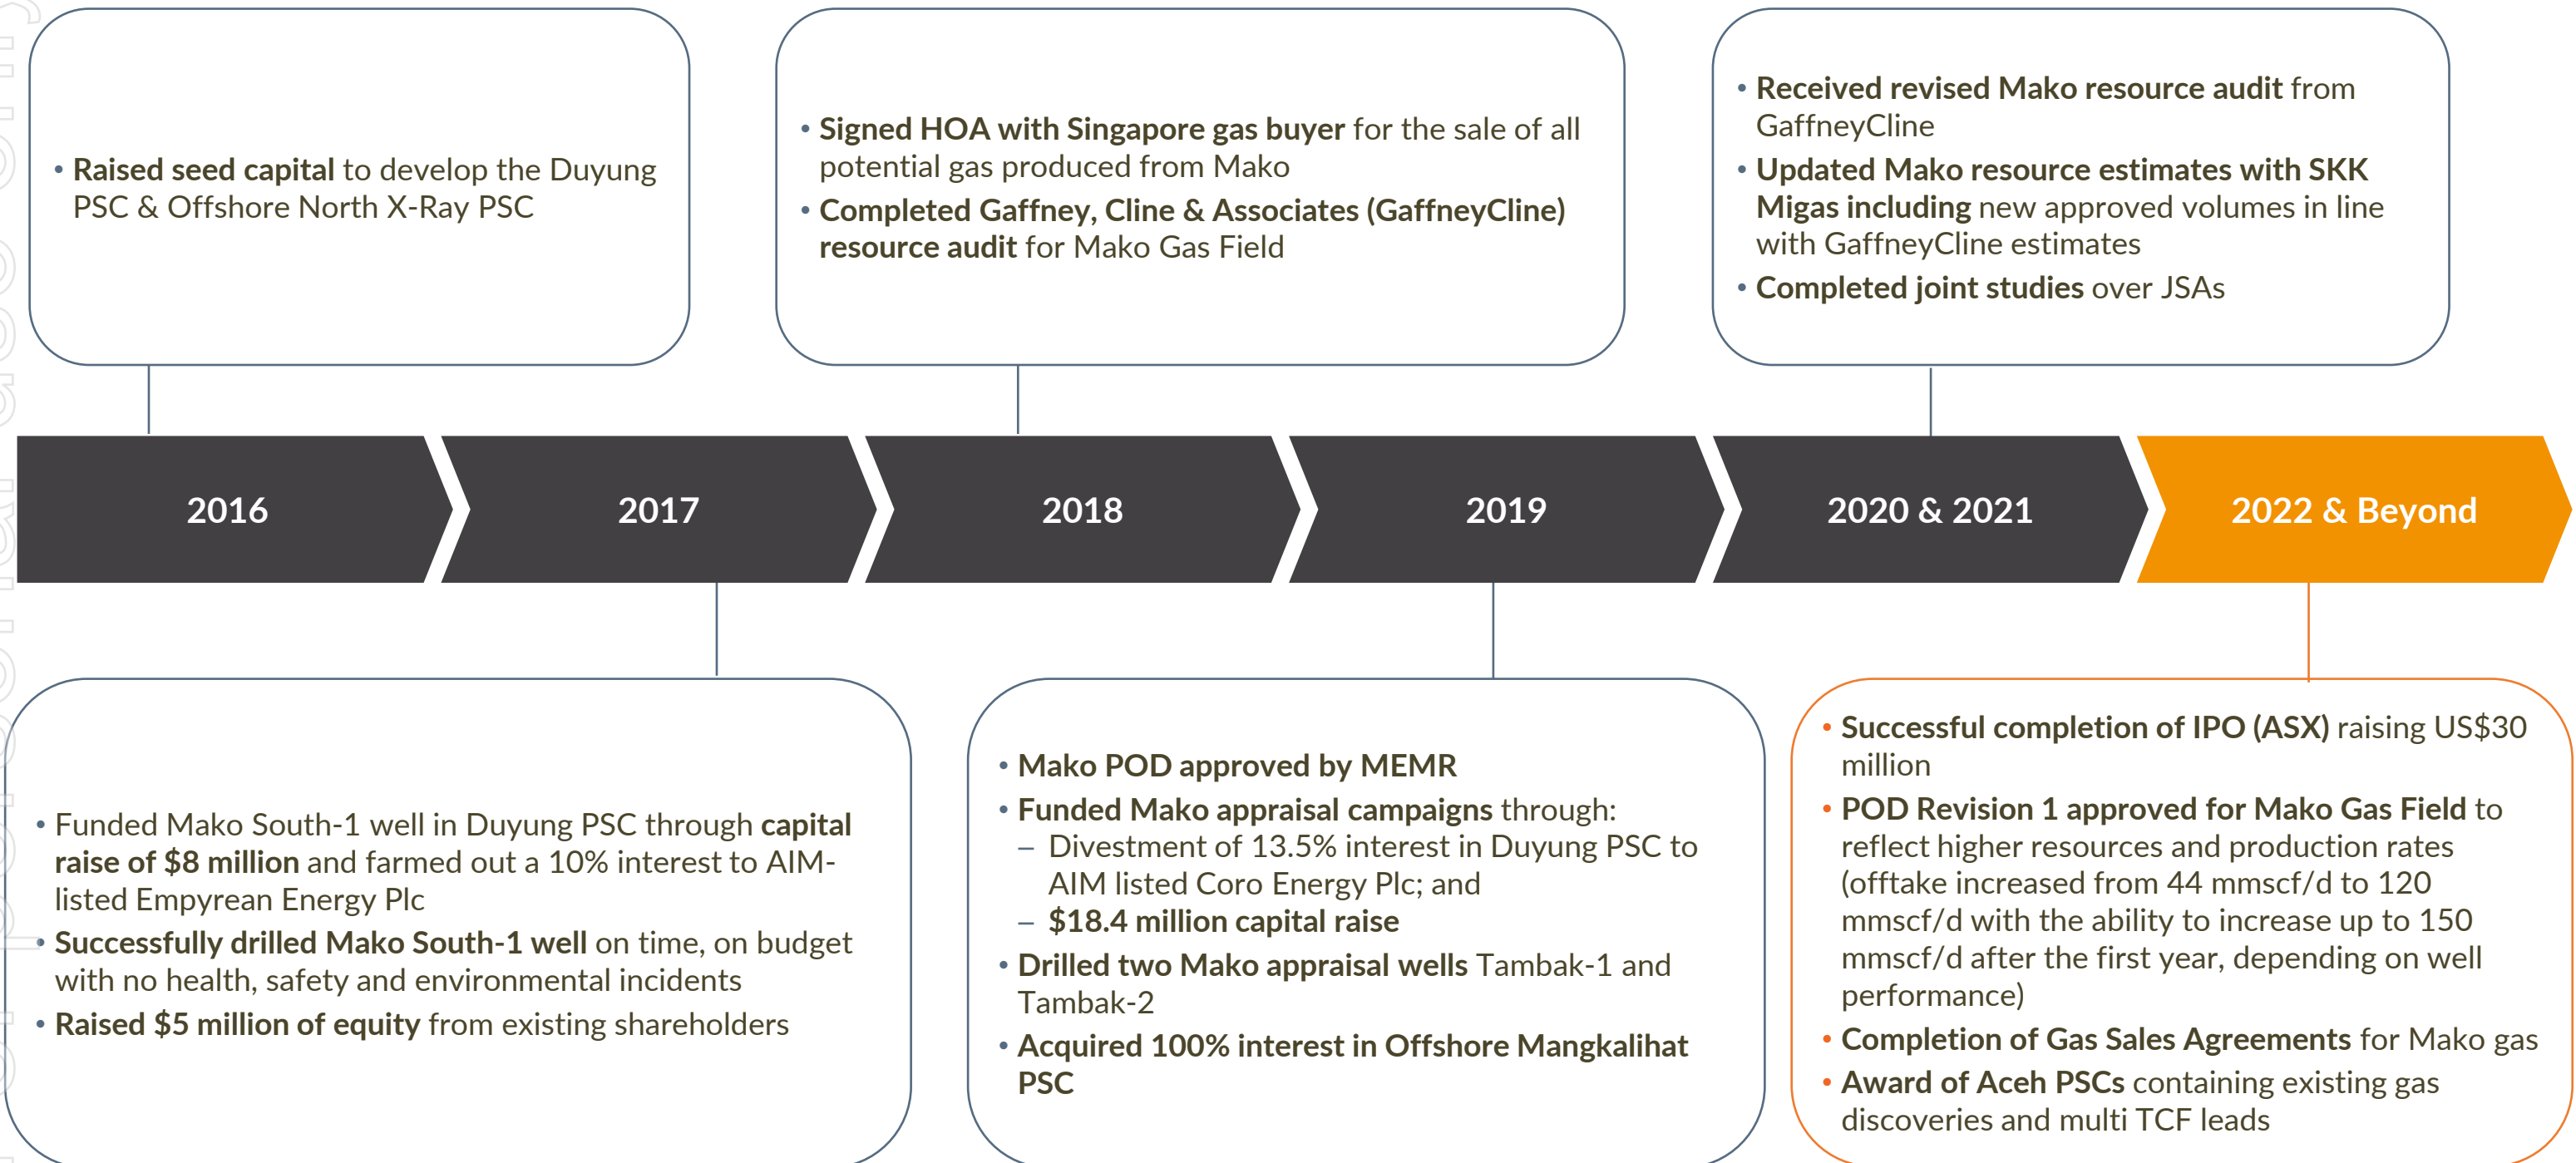 • Raised seed capital to develop the Duyung
PSC & Offshore North X-Ray PSC
• Signed HOA with Singapore gas buyer for the sale of all
potential gas produced from Mako
• Completed Gaffney, Cline & Associates (GaffneyCline)
resource audit for Mako Gas Field
• Received revised Mako resource audit from
GaffneyCline
• Updated Mako resource estimates with SKK
Migas including new approved volumes in line
with GaffneyCline estimates
• Completed joint studies over JSAs
2016
2017
2018
2019
2020 & 2021
2022 & Beyond
• Funded Mako South-1 well in Duyung PSC through capital
raise of $8 million and farmed out a 10% interest to AIM-
listed Empyrean Energy Plc
• Successfully drilled Mako South-1 well on time, on budget
with no health, safety and environmental incidents
• Raised $5 million of equity from existing shareholders
• Mako POD approved by MEMR
• Funded Mako appraisal campaigns through:
– Divestment of 13.5% interest in Duyung PSC to
AIM listed Coro Energy Plc; and
– $18.4 million capital raise
• Drilled two Mako appraisal wells Tambak-1 and
Tambak-2
• Acquired 100% interest in Offshore Mangkalihat
PSC
• Successful completion of IPO (ASX) raising US$30
million
• POD Revision 1 approved for Mako Gas Field to
reflect higher resources and production rates
(offtake increased from 44 mmscf/d to 120
mmscf/d with the ability to increase up to 150
mmscf/d after the first year, depending on well
performance)
• Completion of Gas Sales Agreements for Mako gas
• Award of Aceh PSCs containing existing gas
discoveries and multi TCF leads